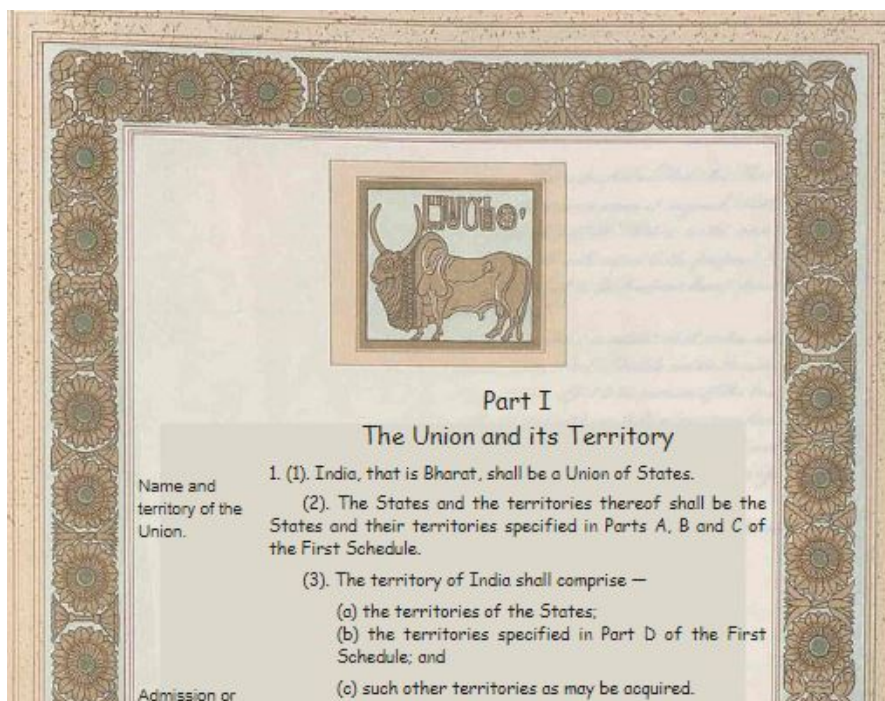 Part I
The Union and its Territory
Name and
territory of the
Union.
1. (1). India, that is Bharat, shall be a Union of States.
(2). The States and the territories thereof shall be the
States and their territories specified in Parts A, B and C of
the First Schedule.
(3). The territory of India shall comprise —
(a) the territories of the States;
(b) the territories specified in Part D of the First
Schedule; and
(c) such other territories as may be acquired.
Admission or